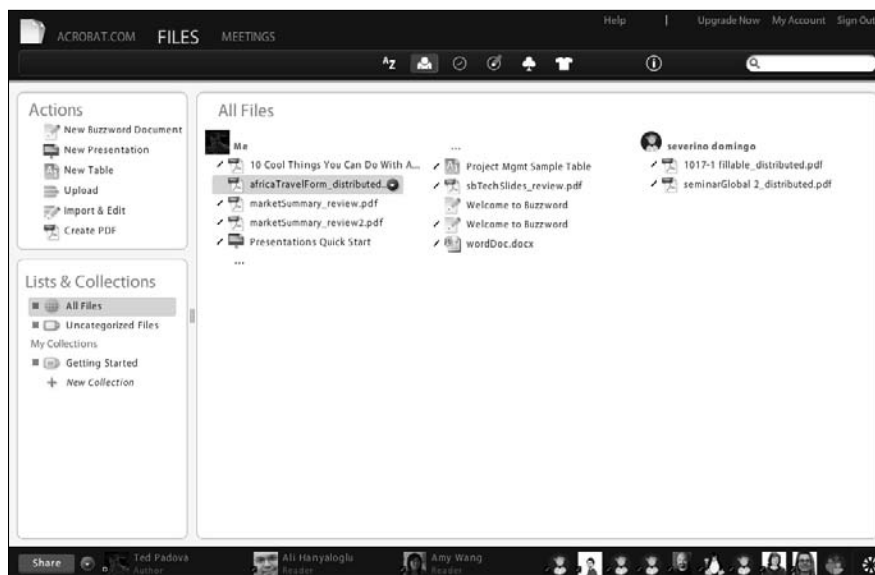 Help | Upgrade Now My Account Sign Out
ACROBAT.COM FILES MEETINGS
AZ
Actions
New Buzzword Document
New Presentation
New Table
Upload
Import & Edit
Create PDF
Lists & Collections
All Files
Uncategorized Files
My Collections
Getting Started
New Collection
All Files
Me
10 Cool Things You Can Do With A...
africaTravelForm_distributed...
marketSummary_review.pdf
marketSummary_review2.pdf
Presentations Quick Start
...
...
Project Mgmt Sample Table
sbTechSlides_review.pdf
Welcome to Buzzword
Welcome to Buzzword
wordDoc.docx
severino domingo
1017-1 fillable_distributed.pdf
seminarGlobal 2_distributed.pdf
Share
Ted Padova
Author
Ali Hanyaloglu
Reader
Amy Wang
Reader